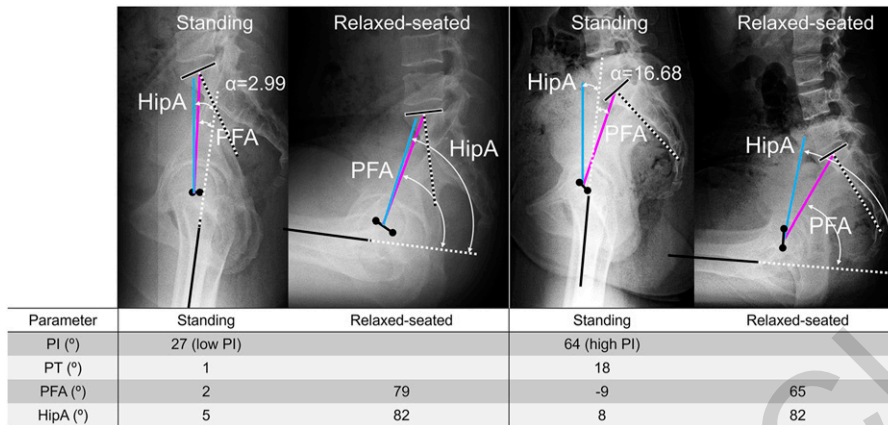 Standing
Relaxed-seated
Standing
Relaxed-seated
α=2.99
HipA
PFA
HipA
PFA
α=16.68
HipA
PFA
HipA
PFA
Parameter Standing Relaxed-seated Standing Relaxed-seated
PI (º) 27 (low PI) 64 (high PI)
PT (º) 1 18
PFA (º) 2 79 -9 65
HipA (º) 5 82 8 82